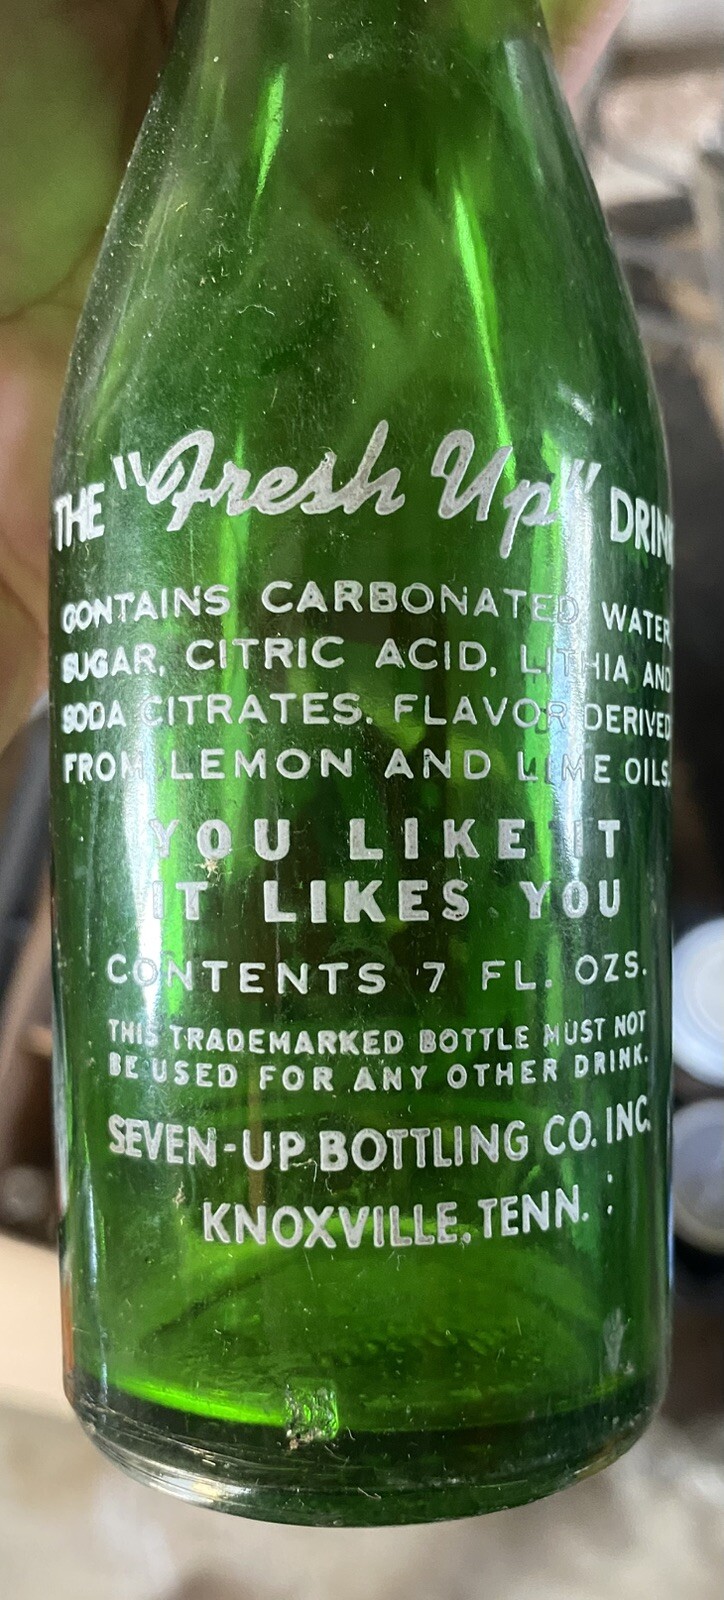 THE "Fresh Up" DRINK
CONTAINS CARBONATED WATER,
SUGAR, CITRIC ACID, LITHIA AND
SODA CITRATES. FLAVOR DERIVED
FROM LEMON AND LIME OILS.
YOU LIKE IT
IT LIKES YOU
CONTENTS 7 FL. OZS.
THIS TRADEMARKED BOTTLE MUST NOT
BE USED FOR ANY OTHER DRINK.
SEVEN-UP BOTTLING CO. INC.
KNOXVILLE, TENN. :